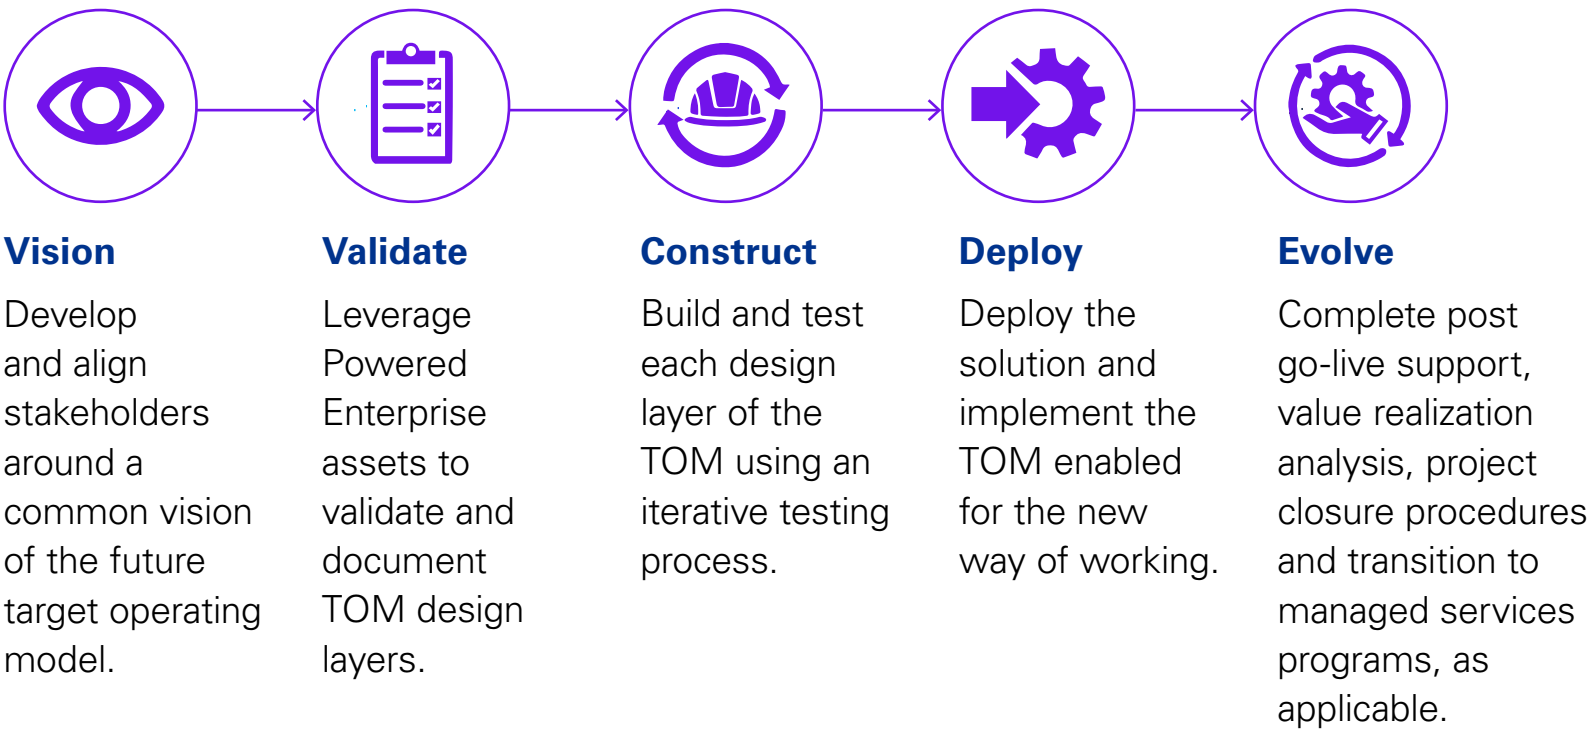 Vision
Develop
and align
stakeholders
around a
common vision
of the future
target operating
model.
Validate
Leverage
Powered
Enterprise
assets to
validate and
document
TOM design
layers.
Construct
Build and test
each design
layer of the
TOM using an
iterative testing
process.
Deploy
Deploy the
solution and
implement the
TOM enabled
for the new
way of working.
Evolve
Complete post
go-live support,
value realization
analysis, project
closure procedures
and transition to
managed services
programs, as
applicable.